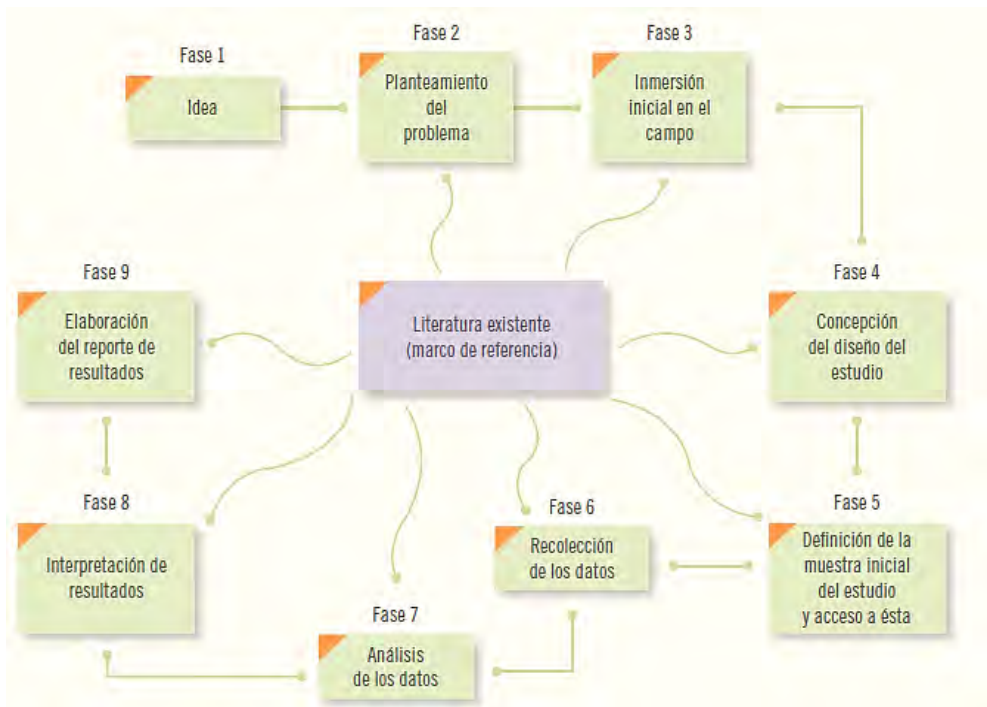 Fase 1
Idea
Fase 2
Planteamiento
del
problema
Fase 3
Inmersión
inicial en el
campo
Fase 4
Concepción
del diseño del
estudio
Fase 5
Definición de la
muestra inicial
del estudio
y acceso a ésta
Fase 6
Recolección
de los datos
Fase 7
Análisis
de los datos
Fase 8
Interpretación de
resultados
Fase 9
Elaboración
del reporte de
resultados
Literatura existente
(marco de referencia)